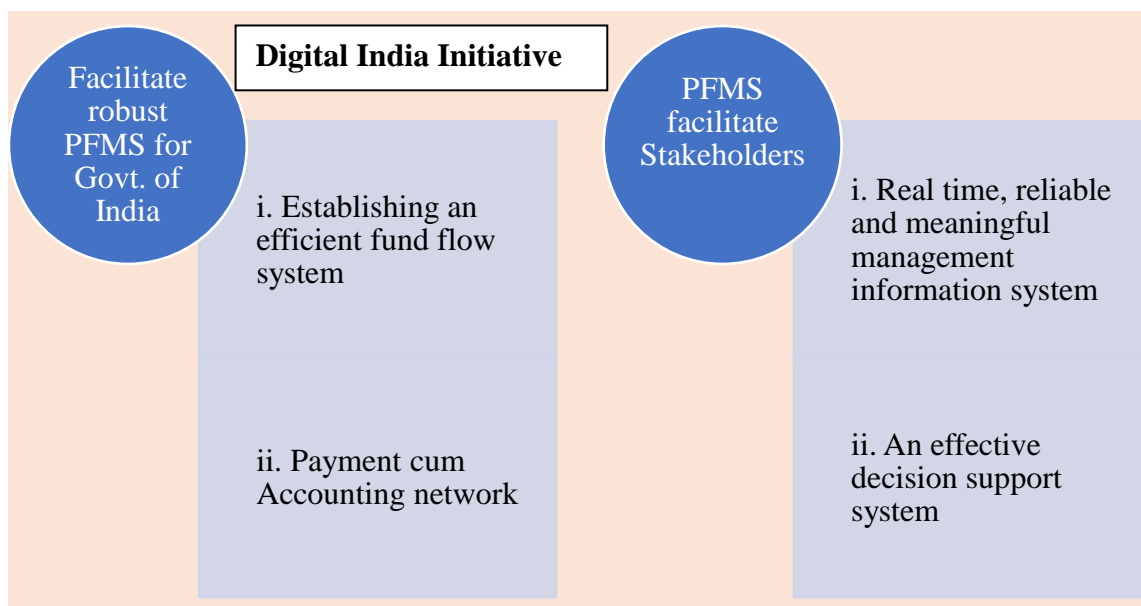 Digital India Initiative
Facilitate
robust
PFMS for
Govt. of
India
i. Establishing an
efficient fund flow
system
ii. Payment cum
Accounting network
PFMS
facilitate
Stakeholders
i. Real time, reliable
and meaningful
management
information system
ii. An effective
decision support
system